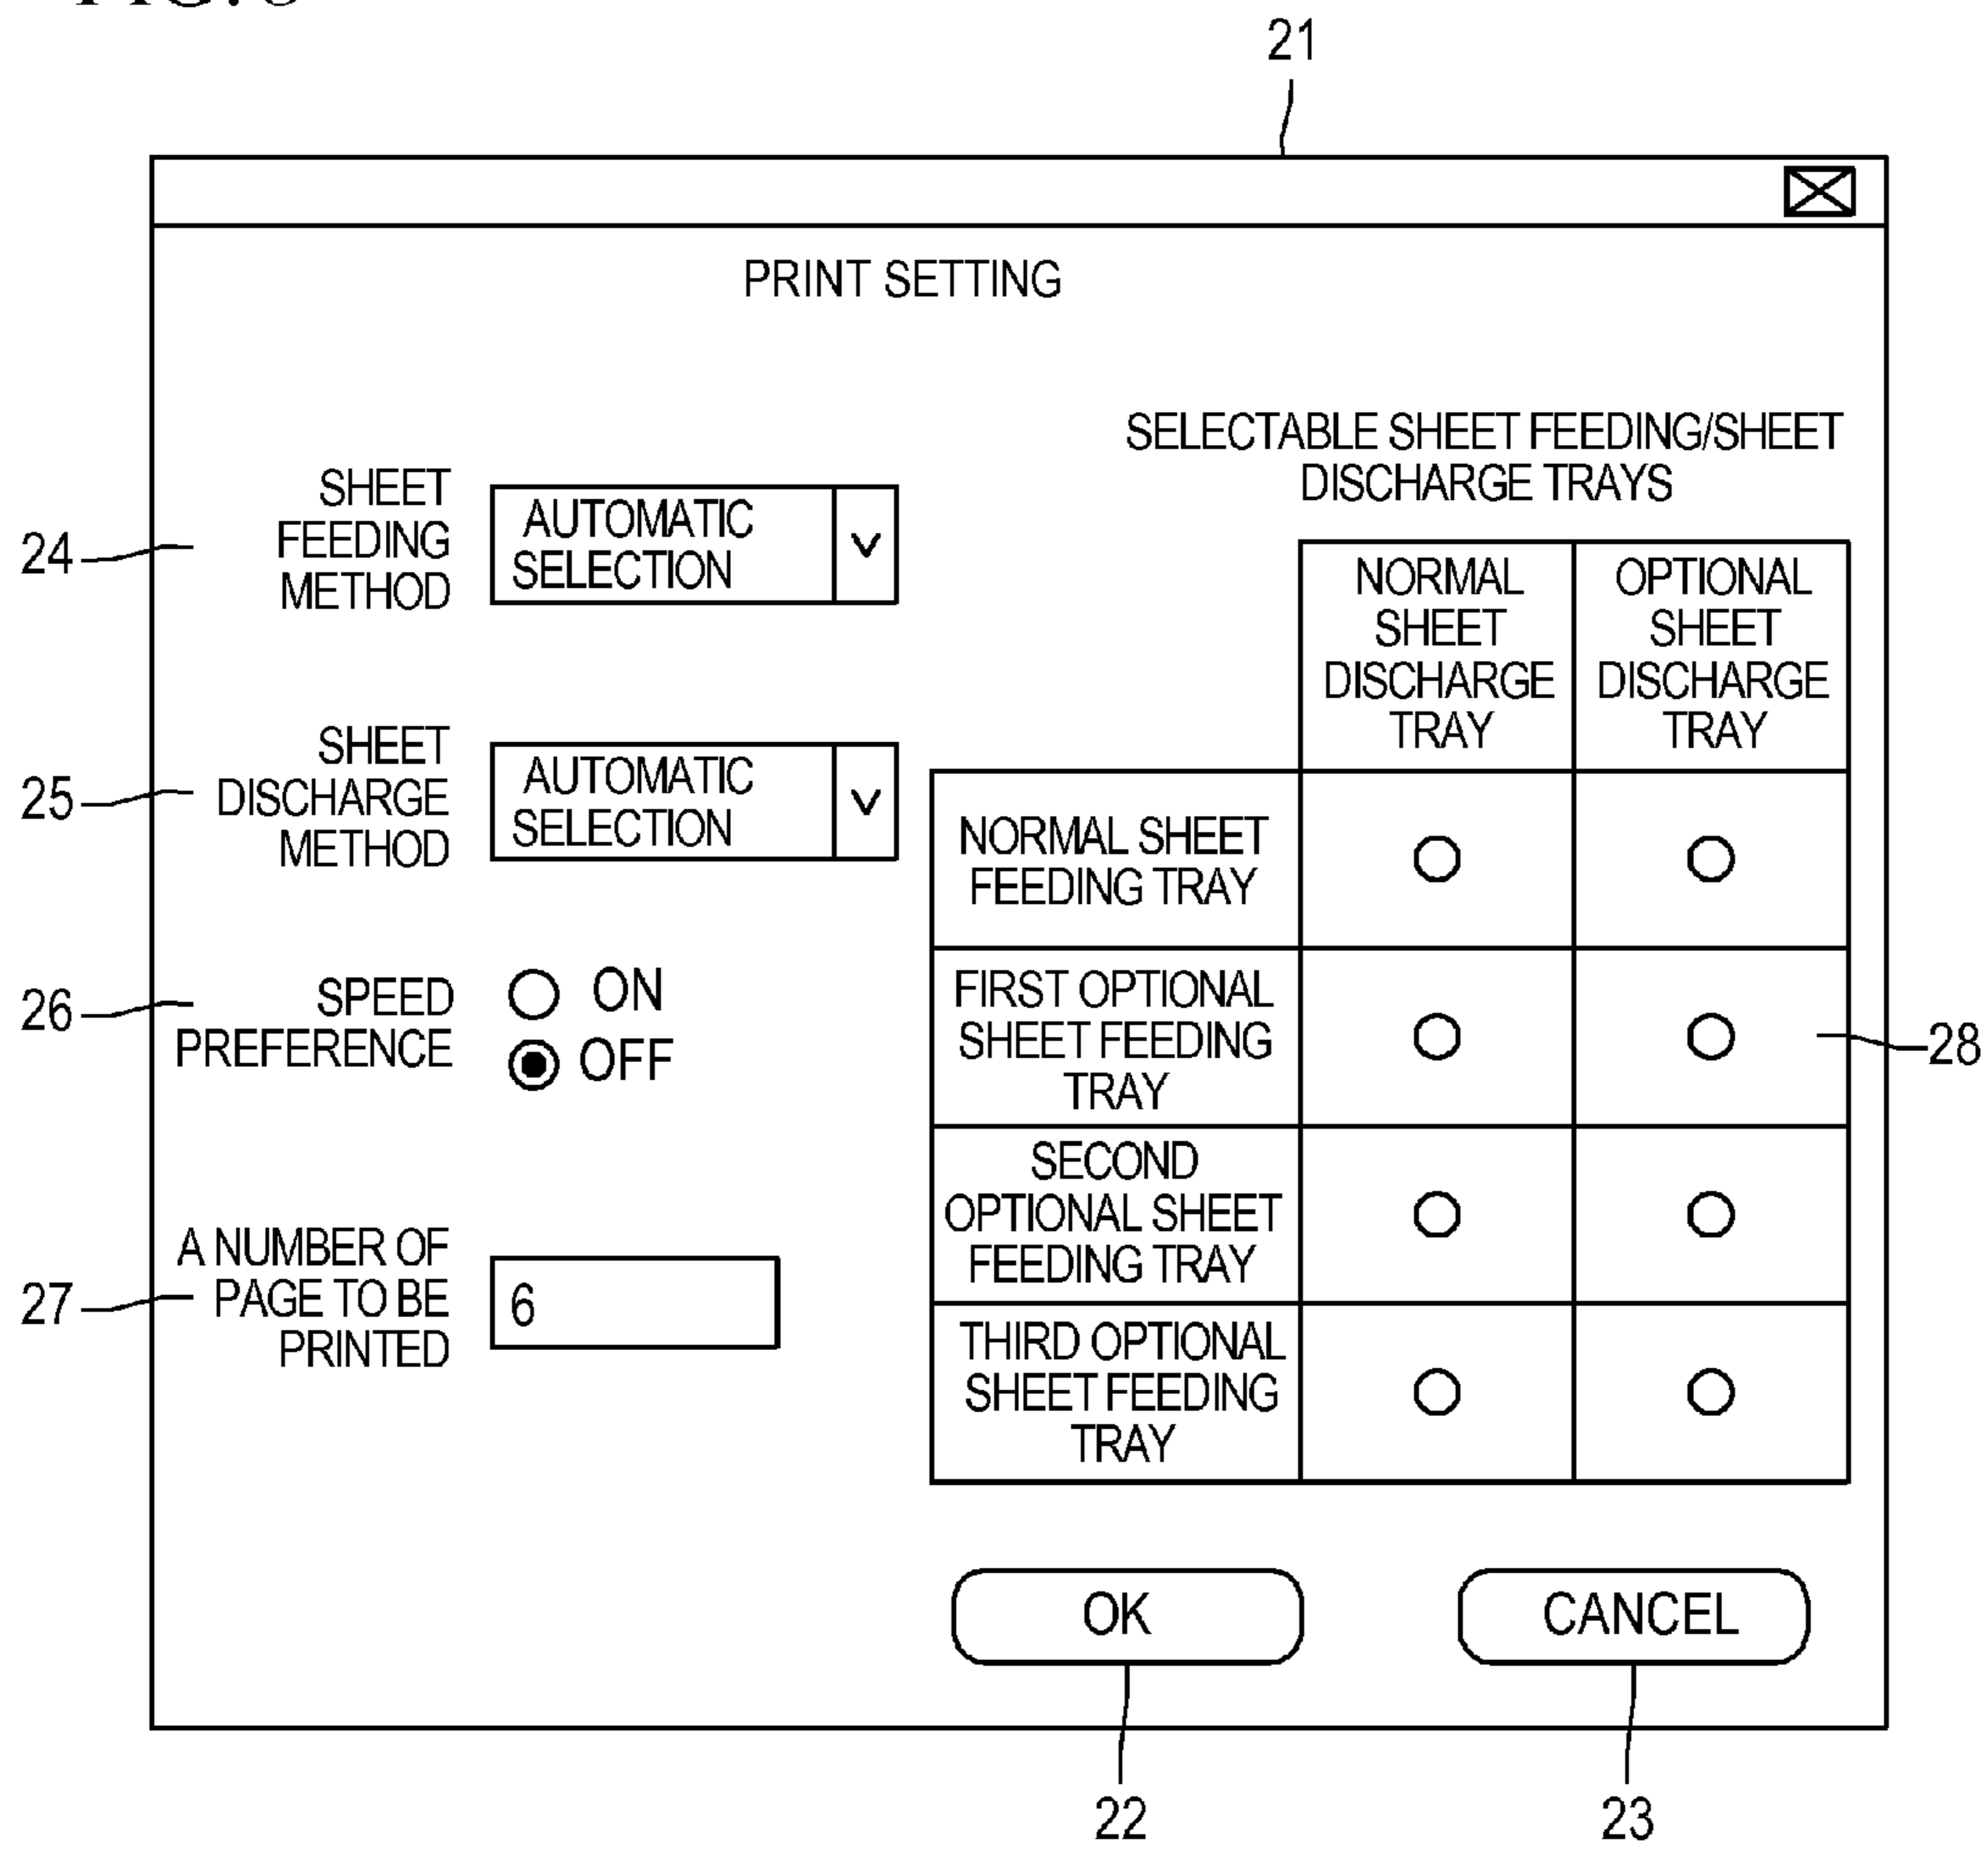 21
PRINT SETTING
SHEET
FEEDING
METHOD
24
AUTOMATIC
SELECTION
V
SHEET
DISCHARGE
METHOD
25
AUTOMATIC
SELECTION
V
SPEED
PREFERENCE
26
ON
OFF
A NUMBER OF
PAGE TO BE
PRINTED
27
6
SELECTABLE SHEET FEEDING/SHEET
DISCHARGE TRAYS
NORMAL
SHEET
DISCHARGE
TRAY
OPTIONAL
SHEET
DISCHARGE
TRAY
NORMAL SHEET
FEEDING TRAY
FIRST OPTIONAL
SHEET FEEDING
TRAY
28
SECOND
OPTIONAL SHEET
FEEDING TRAY
THIRD OPTIONAL
SHEET FEEDING
TRAY
OK
CANCEL
22
23